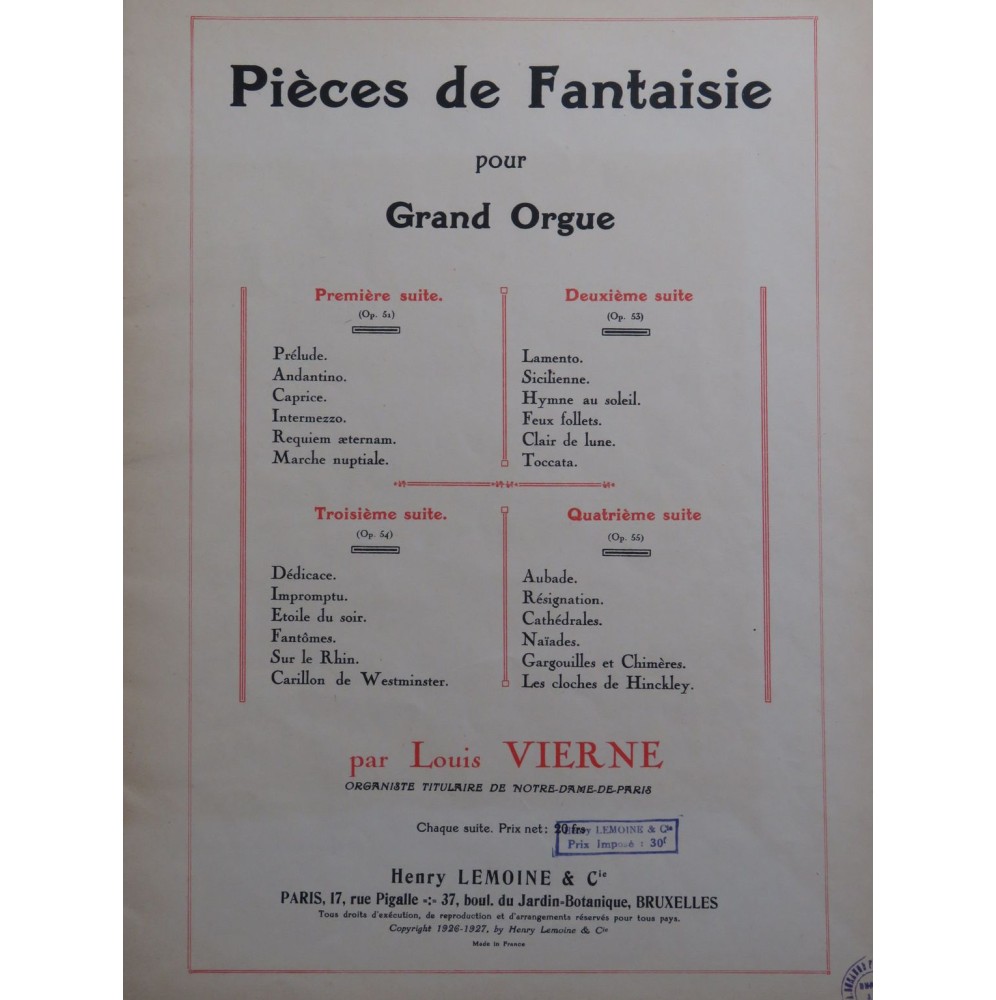 Pièces de Fantaisie
pour
Grand Orgue
Première suite.
(Op. 51)
Prélude.
Andantino.
Caprice.
Intermezzo.
Requiem æternam.
Marche nuptiale.
Deuxième suite
(Op. 53)
Lamento.
Sicilienne.
Hymne au soleil.
Feux follets.
Clair de lune.
Toccata.
Troisième suite.
(Op. 54)
Dédicace.
Impromptu.
Etoile du soir.
Fantômes.
Sur le Rhin.
Carillon de Westminster.
Quatrième suite
(Op. 55)
Aubade.
Résignation.
Cathédrales.
Naïades.
Gargouilles et Chimères.
Les cloches de Hinckley.
par Louis VIERNE
ORGANISTE TITULAIRE DE NOTRE-DAME-DE-PARIS
Chaque suite. Prix net: 20 frs
LEMOINE & Cie
Prix Imposé : 30f
Henry LEMOINE & Cie
PARIS, 17, rue Pigalle -:- 37, boul. du Jardin-Botanique, BRUXELLES
Tous droits d'exécution, de reproduction et d'arrangements réservés pour tous pays.
Copyright 1926-1927, by Henry Lemoine & Cie
Made in France